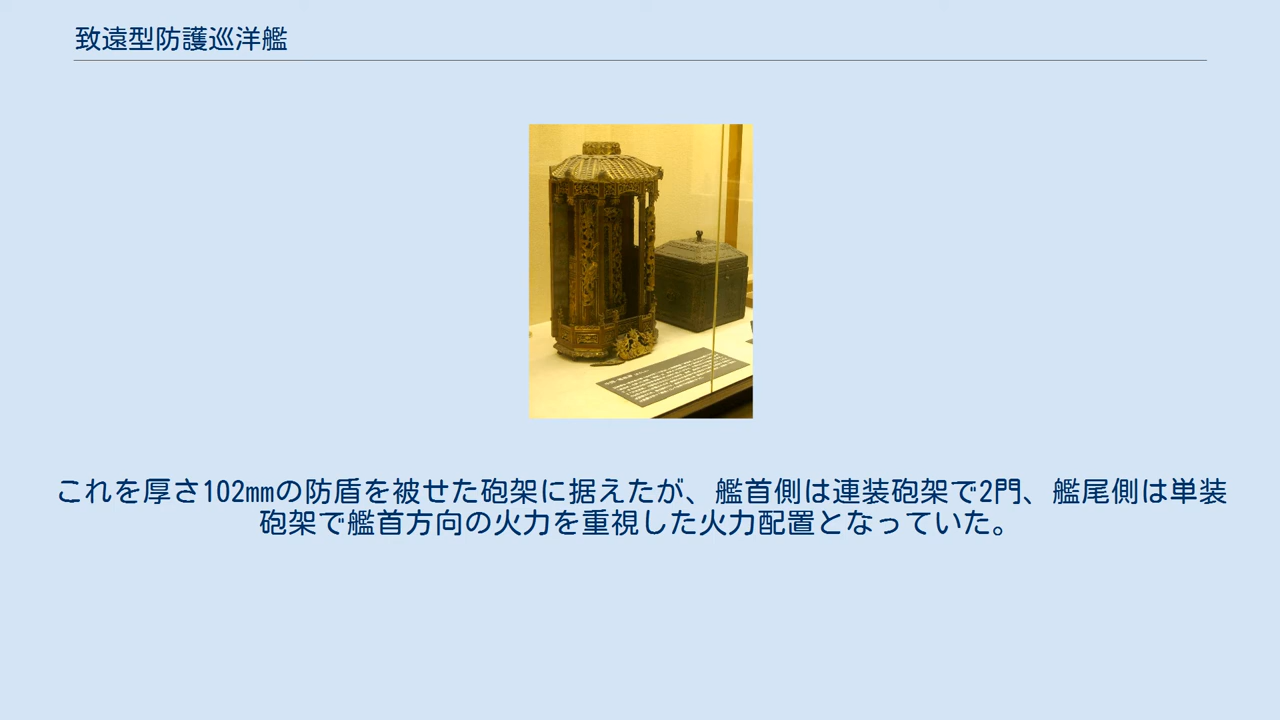 致遠型防護巡洋艦
これを厚さ102mmの防盾を被せた砲架に据えたが、艦首側は連装砲架で2門、艦尾側は単装
砲架で艦首方向の火力を重視した火力配置となっていた。